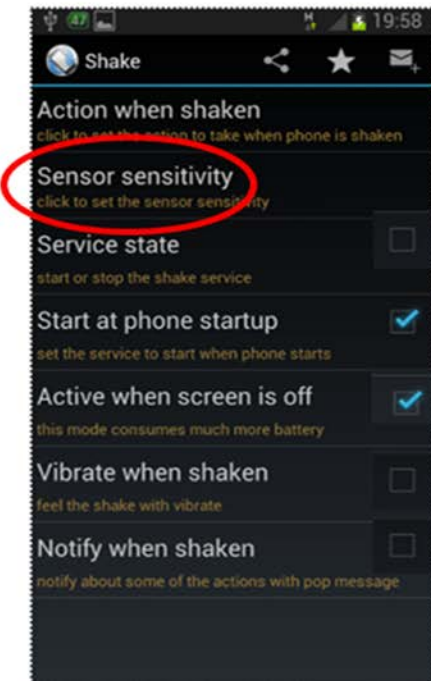 47 H 19:58
Shake
Action when shaken
click to set the action to take when phone is shaken
Sensor sensitivity
click to set the sensor sensitivity
Service state
start or stop the shake service
Start at phone startup
set the service to start when phone starts
Active when screen is off
this mode consumes much more battery
Vibrate when shaken
feel the shake with vibrate
Notify when shaken
notify about some of the actions with pop message